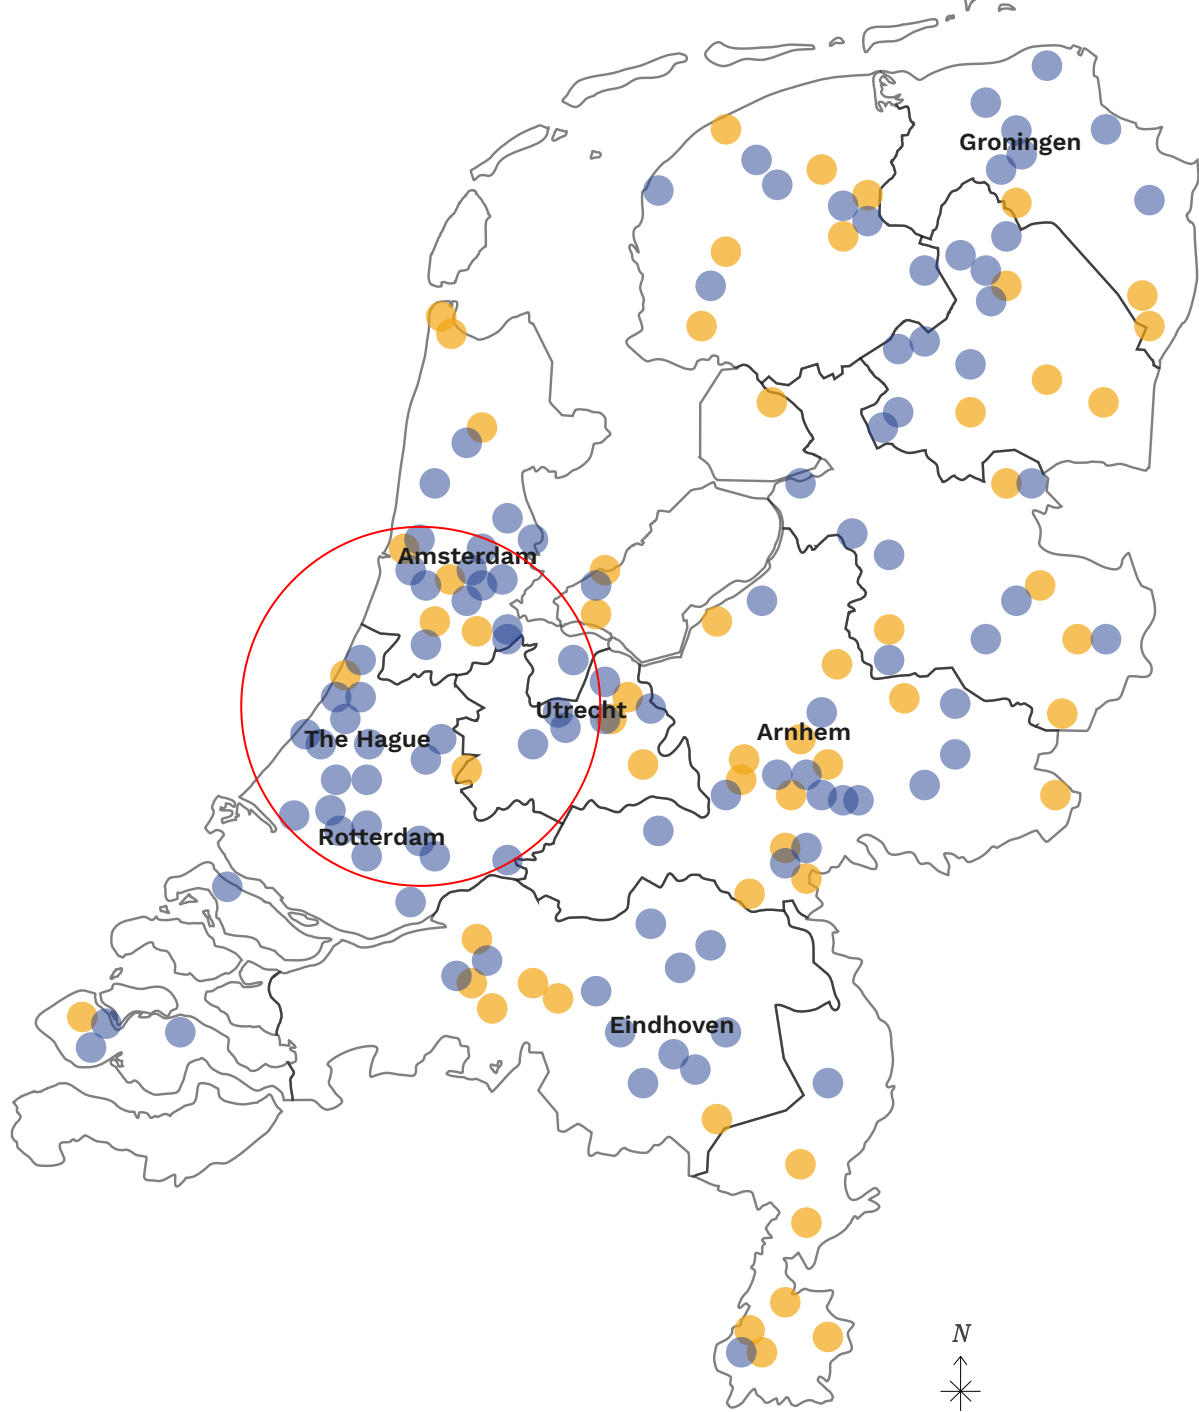 Groningen
Amsterdam
Utrecht
Arnhem
The Hague
Rotterdam
Eindhoven
N